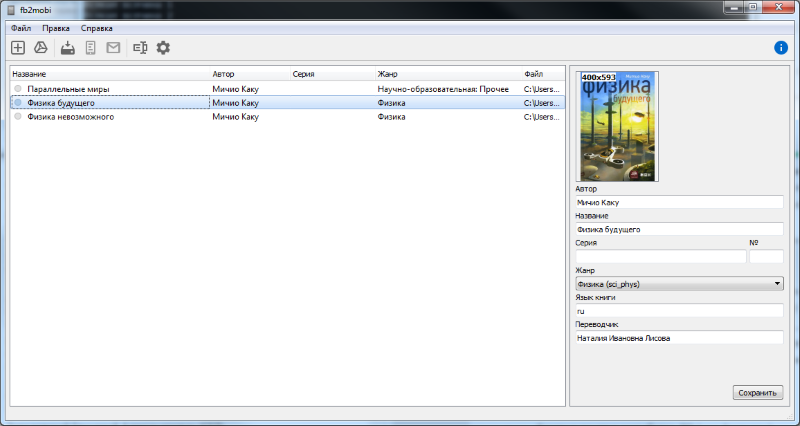 fb2mobi
Файл Правка Справка
Название Автор Серия Жанр Файл
Параллельные миры Мичио Каку Научно-образовательная: Прочее C:\Users...
Физика будущего Мичио Каку Физика C:\Users...
Физика невозможного Мичио Каку Физика C:\Users...
400x593
Мичио Каку
физика
будущего
Автор
Мичио Каку
Название
Физика будущего
Серия №
Жанр
Физика (sci_phys)
Язык книги
ru
Переводчик
Наталия Ивановна Лисова
Сохранить